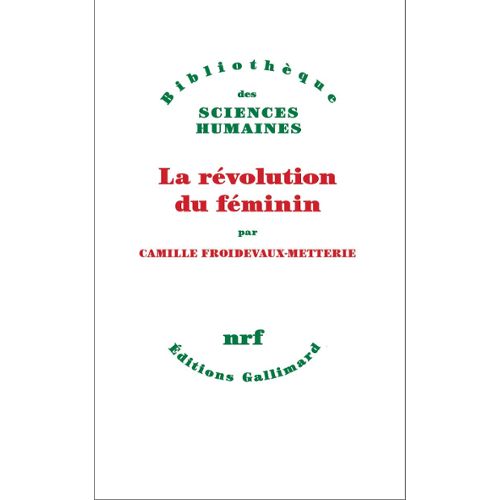 Bibliothèque
des
SCIENCES
HUMAINES
La révolution
du féminin
par
CAMILLE FROIDEVAUX-METTERIE
nrf
Éditions Gallimard